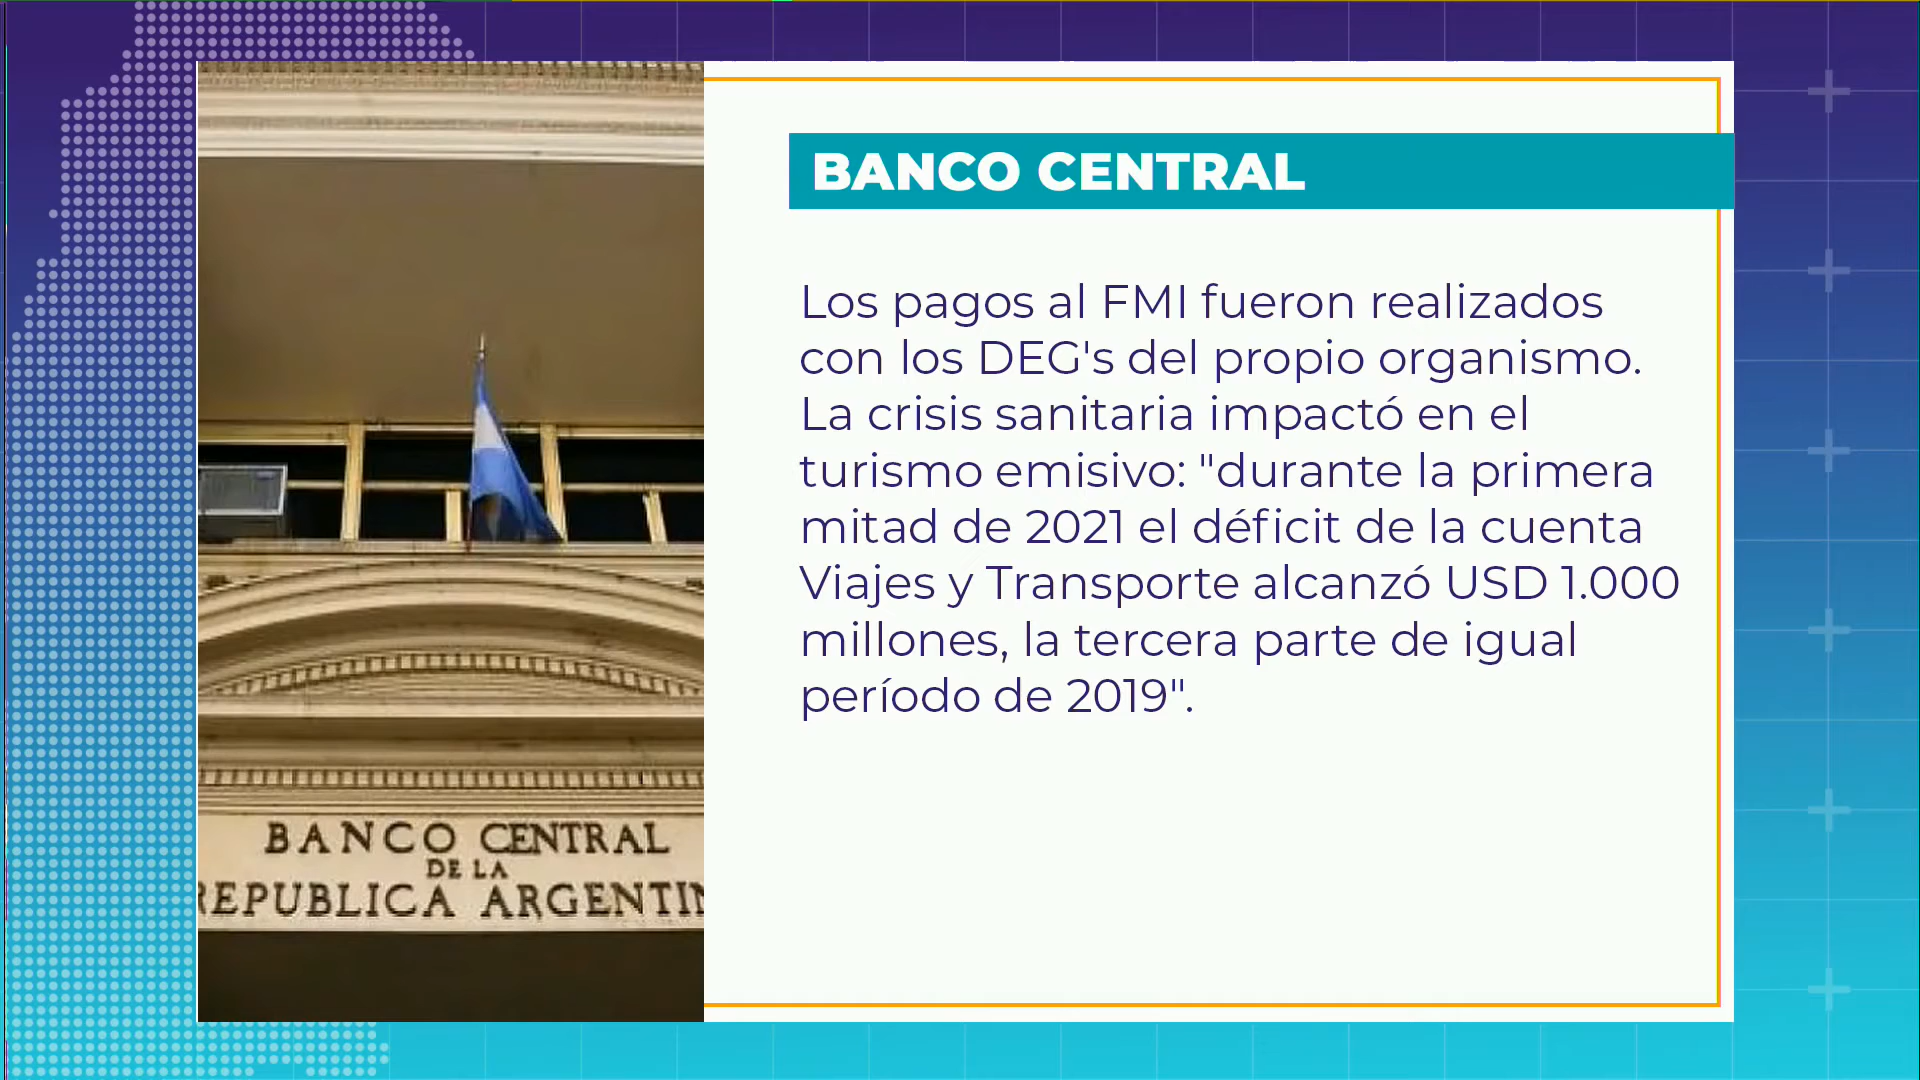 BANCO CENTRAL
Los pagos al FMI fueron realizados
con los DEG's del propio organismo.
La crisis sanitaria impactó en el
turismo emisivo: "durante la primera
mitad de 2021 el déficit de la cuenta
Viajes y Transporte alcanzó USD 1.000
millones, la tercera parte de igual
período de 2019".
BANCO CENTRAL
DE LA
REPUBLICA ARGENTIN